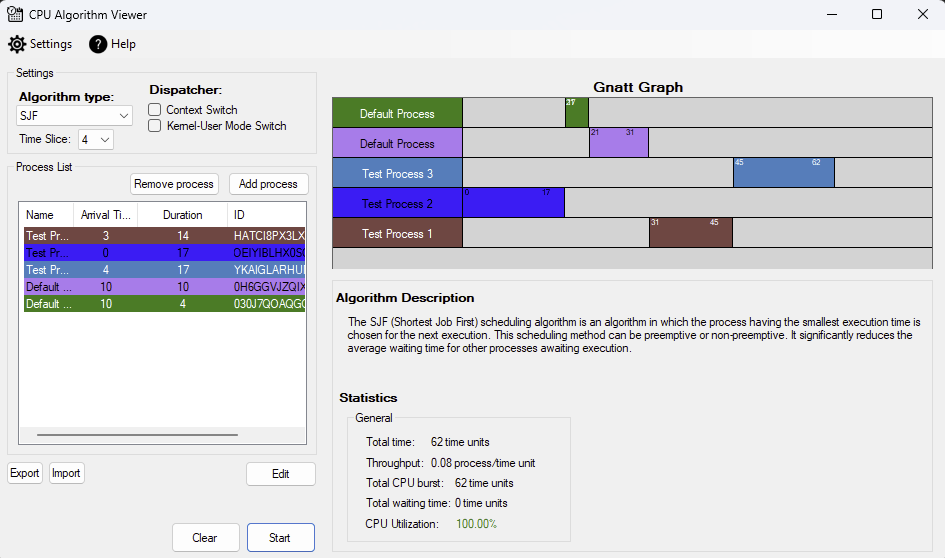 CPU Algorithm Viewer
Settings Help
Settings
Algorithm type:
SJF
Time Slice: 4
Dispatcher:
Context Switch
Kernel-User Mode Switch
Process List
Remove process Add process
Name Arrival Ti... Duration ID
Test Pr... 3 14 HATCI8PX3LX
Test Pr... 0 17 OEIYIBLHX0S
Test Pr... 4 17 YKAIGLARHUI
Default ... 10 10 0H6GGVJZQIX
Default ... 10 4 030J7QOAQGC
Export Import Edit
Clear Start
Gnatt Graph
Default Process 21
Default Process 21 31
Test Process 3 45 62
Test Process 2 0 17
Test Process 1 31 45
Algorithm Description
The SJF (Shortest Job First) scheduling algorithm is an algorithm in which the process having the smallest execution time is
chosen for the next execution. This scheduling method can be preemptive or non-preemptive. It significantly reduces the
average waiting time for other processes awaiting execution.
Statistics
General
Total time: 62 time units
Throughput: 0.08 process/time unit
Total CPU burst: 62 time units
Total waiting time: 0 time units
CPU Utilization: 100.00%